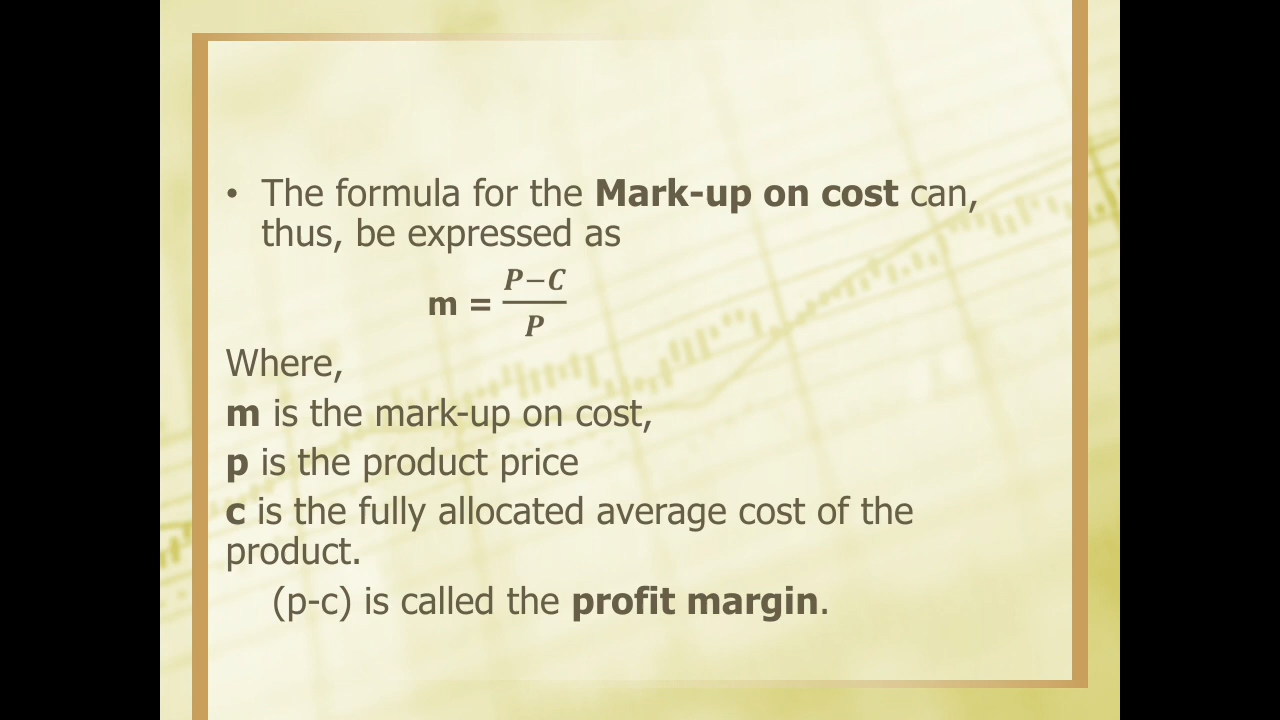 • The formula for the Mark-up on cost can,
thus, be expressed as
m = P−C / P
Where,
m is the mark-up on cost,
p is the product price
c is the fully allocated average cost of the
product.
(p-c) is called the profit margin.